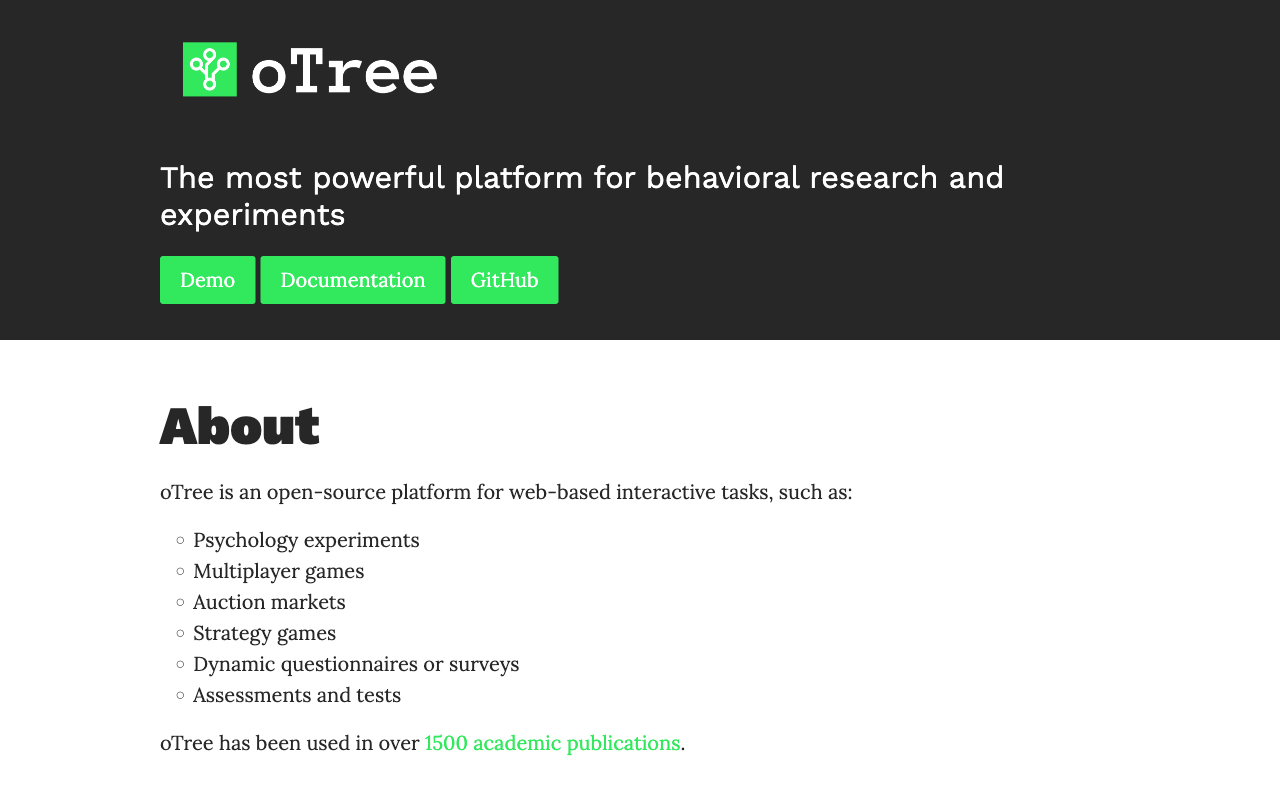 oTree
The most powerful platform for behavioral research and
experiments
Demo Documentation GitHub
About
oTree is an open-source platform for web-based interactive tasks, such as:
Psychology experiments
Multiplayer games
Auction markets
Strategy games
Dynamic questionnaires or surveys
Assessments and tests
oTree has been used in over 1500 academic publications.